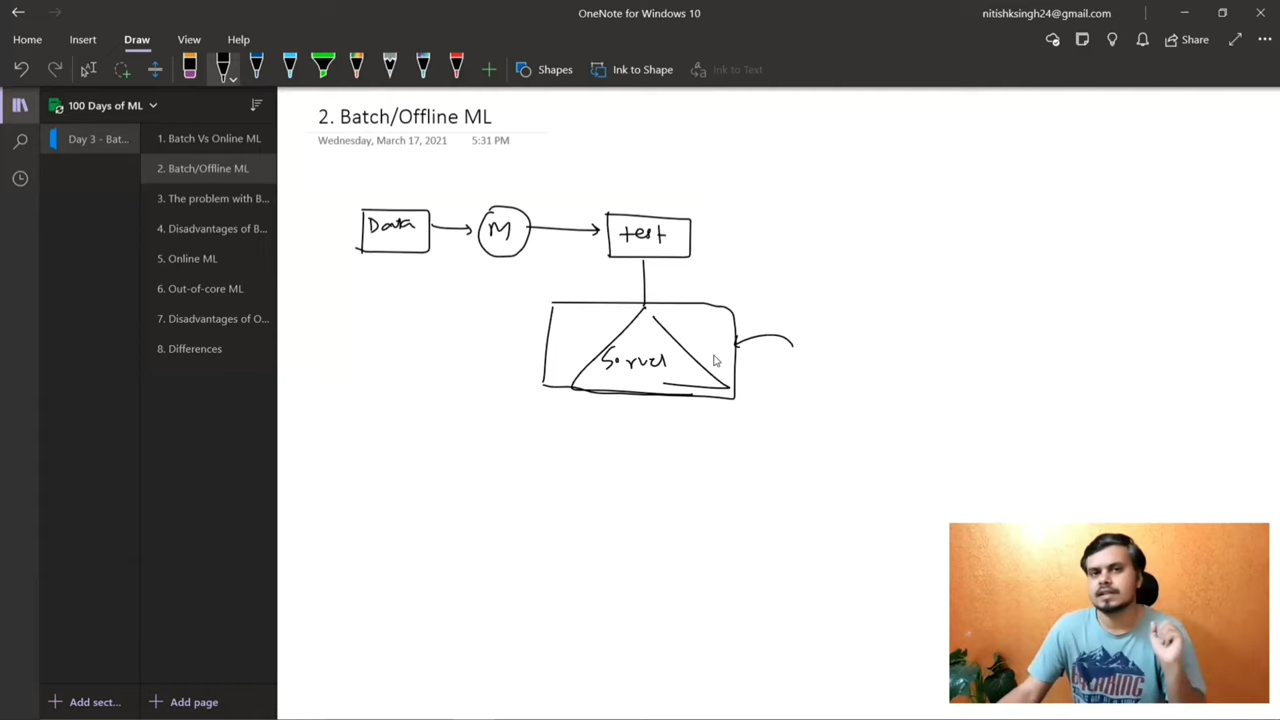 OneNote for Windows 10
nitishksingh24@gmail.com
Home Insert Draw View Help
Share
Shapes Ink to Shape Ink to Text
100 Days of ML
Day 3 - Bat...
1. Batch Vs Online ML
2. Batch/Offline ML
3. The problem with B...
4. Disadvantages of B...
5. Online ML
6. Out-of-core ML
7. Disadvantages of O...
8. Differences
2. Batch/Offline ML
Wednesday, March 17, 2021 5:31 PM
Data M test
Add sect... Add page